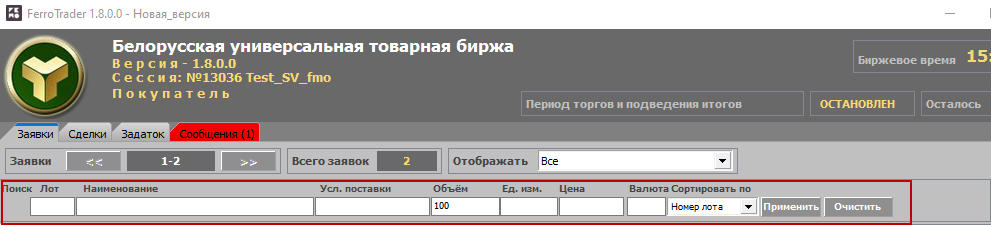 FerroTrader 1.8.0.0 - Новая_версия
Белорусская универсальная товарная биржа
Версия - 1.8.0.0
Сессия: №13036 Test_SV_fmo
Покупатель
Биржевое время 15:
Период торгов и подведения итогов ОСТАНОВЛЕН Осталось
Заявки Сделки Задаток Сообщения (1)
Заявки << 1-2 >> Всего заявок 2 Отображать Все
Поиск Лот Наименование Усл. поставки Объём Ед. изм. Цена Валюта Сортировать по
100 Номер лота Применить Очистить